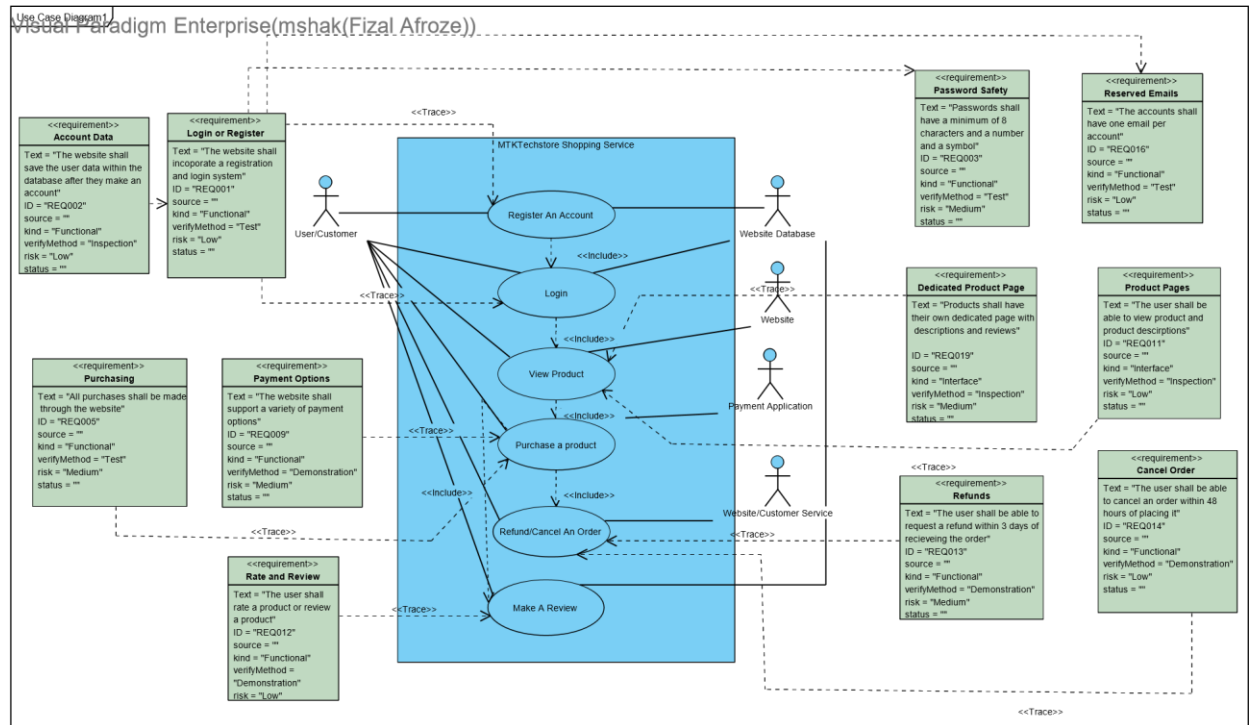 Use Case Diagram1
Visual Paradigm Enterprise(mshak(Fizal Afroze))
<<requirement>>
Password Safety
Text = "Passwords shall
have a minimum of 8
characters and a number
and a symbol"
ID = "REQ003"
source = ""
kind = "Functional"
verifyMethod = "Test"
risk = "Medium"
status = ""
<<requirement>>
Reserved Emails
Text = "The accounts shall
have one email per
account"
ID = "REQ016"
source = ""
kind = "Functional"
verifyMethod = "Test"
risk = "Low"
status = ""
<<requirement>>
Account Data
Text = "The website shall
save the user data within the
database after they make an
account"
ID = "REQ002"
source = ""
kind = "Functional"
verifyMethod = "Inspection"
risk = "Low"
status = ""
<<requirement>>
Login or Register
Text = "The website shall
incoporate a registration
and login system"
ID = "REQ001"
source = ""
kind = "Functional"
verifyMethod = "Test"
risk = "Low"
status = ""
<<Trace>>
MTKTechstore Shopping Service
User/Customer
Register An Account
Website Database
<<Include>>
Login
<<Trace>>
Website
<<Include>>
View Product
Payment Application
<<Include>>
Purchase a product
<<Include>>
Website/Customer Service
Refund/Cancel An Order
Make A Review
<<Trace>>
<<requirement>>
Dedicated Product Page
Text = "Products shall have
their own dedicated page with
descriptions and reviews"
ID = "REQ019"
source = ""
kind = "Interface"
verifyMethod = "Inspection"
risk = "Medium"
status = ""
<<requirement>>
Product Pages
Text = "The user shall be
able to view product and
product descirptions"
ID = "REQ011"
source = ""
kind = "Interface"
verifyMethod = "Inspection"
risk = "Low"
status = ""
<<requirement>>
Purchasing
Text = "All purchases shall be made
through the website"
ID = "REQ005"
source = ""
kind = "Functional"
verifyMethod = "Test"
risk = "Medium"
status = ""
<<requirement>>
Payment Options
Text = "The website shall
support a variety of payment
options"
ID = "REQ009"
source = ""
kind = "Functional"
verifyMethod = "Demonstration"
risk = "Medium"
status = ""
<<Trace>>
<<Include>>
<<Trace>>
<<Trace>>
<<requirement>>
Refunds
Text = "The user shall be able to
request a refund within 3 days of
recieveing the order"
ID = "REQ013"
source = ""
kind = "Functional"
verifyMethod = "Demonstration"
risk = "Medium"
status = ""
<<Trace>>
<<requirement>>
Cancel Order
Text = "The user shall be able
to cancel an order within 48
hours of placing it"
ID = "REQ014"
source = ""
kind = "Functional"
verifyMethod = "Demonstration"
risk = "Low"
status = ""
<<requirement>>
Rate and Review
Text = "The user shall
rate a product or review
a product"
ID = "REQ012"
source = ""
kind = "Functional"
verifyMethod =
"Demonstration"
risk = "Low"
<<Trace>>
<<Trace>>